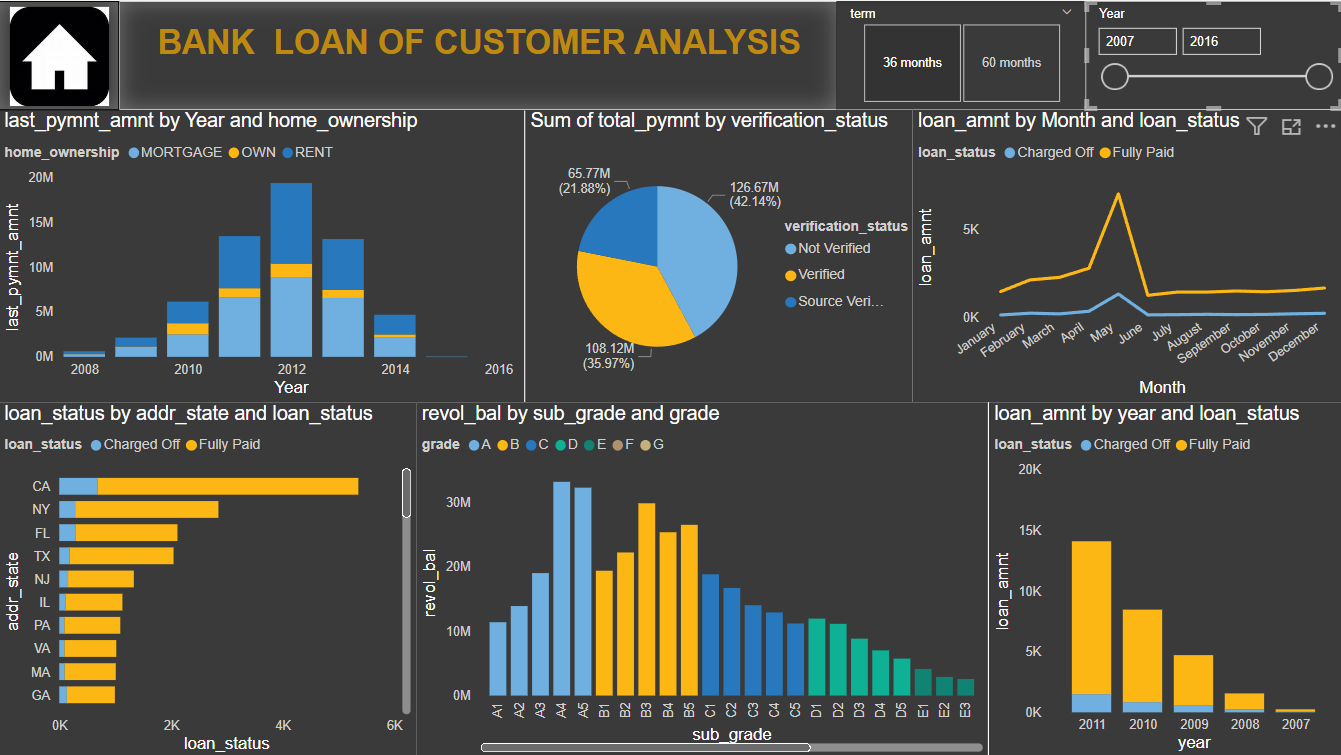 BANK  LOAN OF CUSTOMER ANALYSIS
term
36 months
60 months
Year
2007
2016
last_pymnt_amnt by Year and home_ownership
home_ownership MORTGAGE OWN RENT
last_pymnt_amnt
20M
15M
10M
5M
0M
2008
2010
2012
2014
2016
Year
Sum of total_pymnt by verification_status
65.77M
(21.88%)
126.67M
(42.14%)
108.12M
(35.97%)
verification_status
Not Verified
Verified
Source Veri…
loan_amnt by Month and loan_status
loan_status Charged Off Fully Paid
loan_amnt
5K
0K
January
February
March
April
May
June
July
August
September
October
November
December
Month
loan_status by addr_state and loan_status
loan_status Charged Off Fully Paid
addr_state
CA
NY
FL
TX
NJ
IL
PA
VA
MA
GA
0K
2K
4K
6K
loan_status
revol_bal by sub_grade and grade
grade A B C D E F G
revol_bal
30M
20M
10M
0M
A1
A2
A3
A4
A5
B1
B2
B3
B4
B5
C1
C2
C3
C4
C5
D1
D2
D3
D4
D5
E1
E2
E3
sub_grade
loan_amnt by year and loan_status
loan_status Charged Off Fully Paid
loan_amnt
20K
15K
10K
5K
0K
2011
2010
2009
2008
2007
year